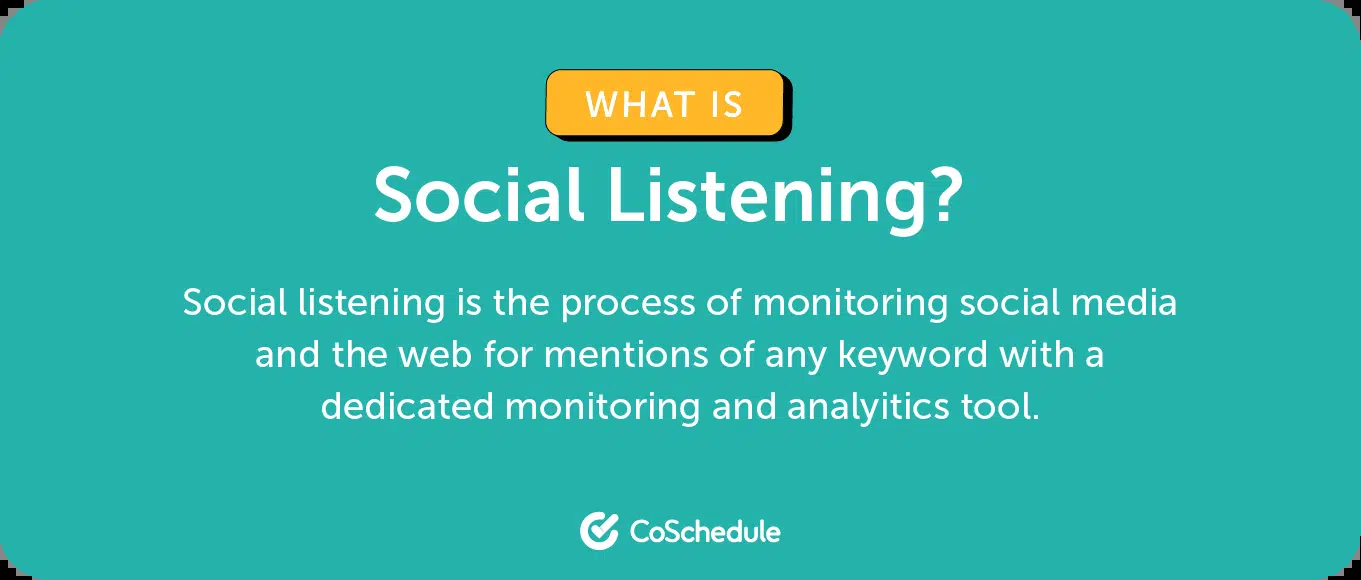 WHAT IS
Social Listening?
Social listening is the process of monitoring social media
and the web for mentions of any keyword with a
dedicated monitoring and analyitics tool.
CoSchedule